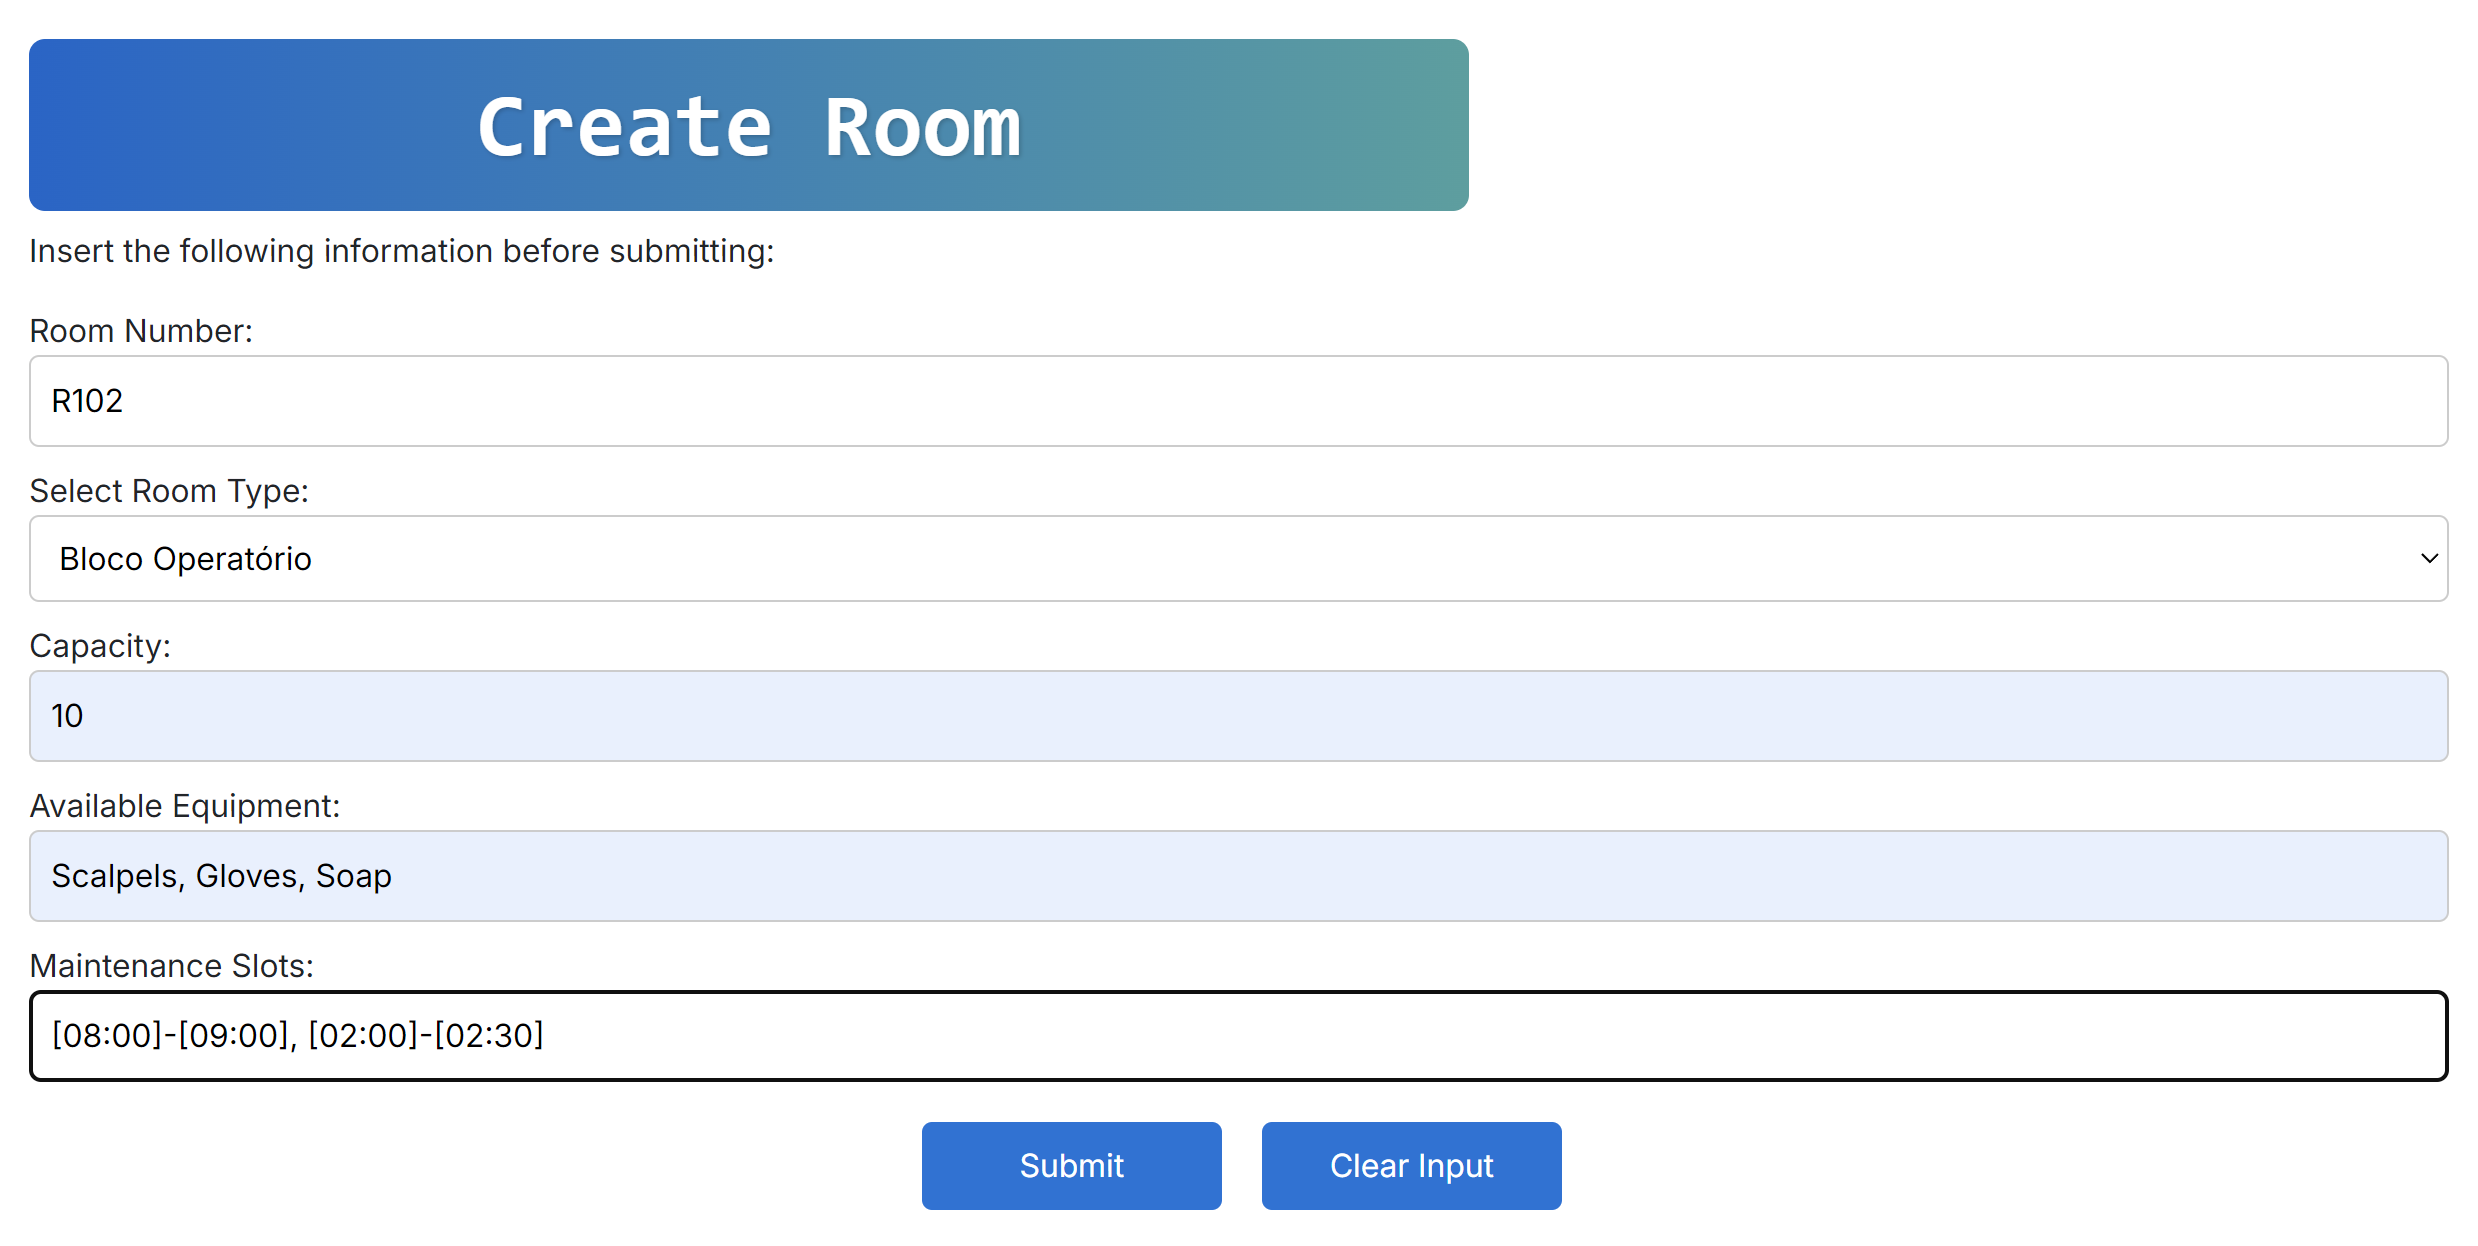 Create Room
Insert the following information before submitting:
Room Number:
R102
Select Room Type:
Bloco Operatório
Capacity:
10
Available Equipment:
Scalpels, Gloves, Soap
Maintenance Slots:
[08:00]-[09:00], [02:00]-[02:30]
Submit
Clear Input